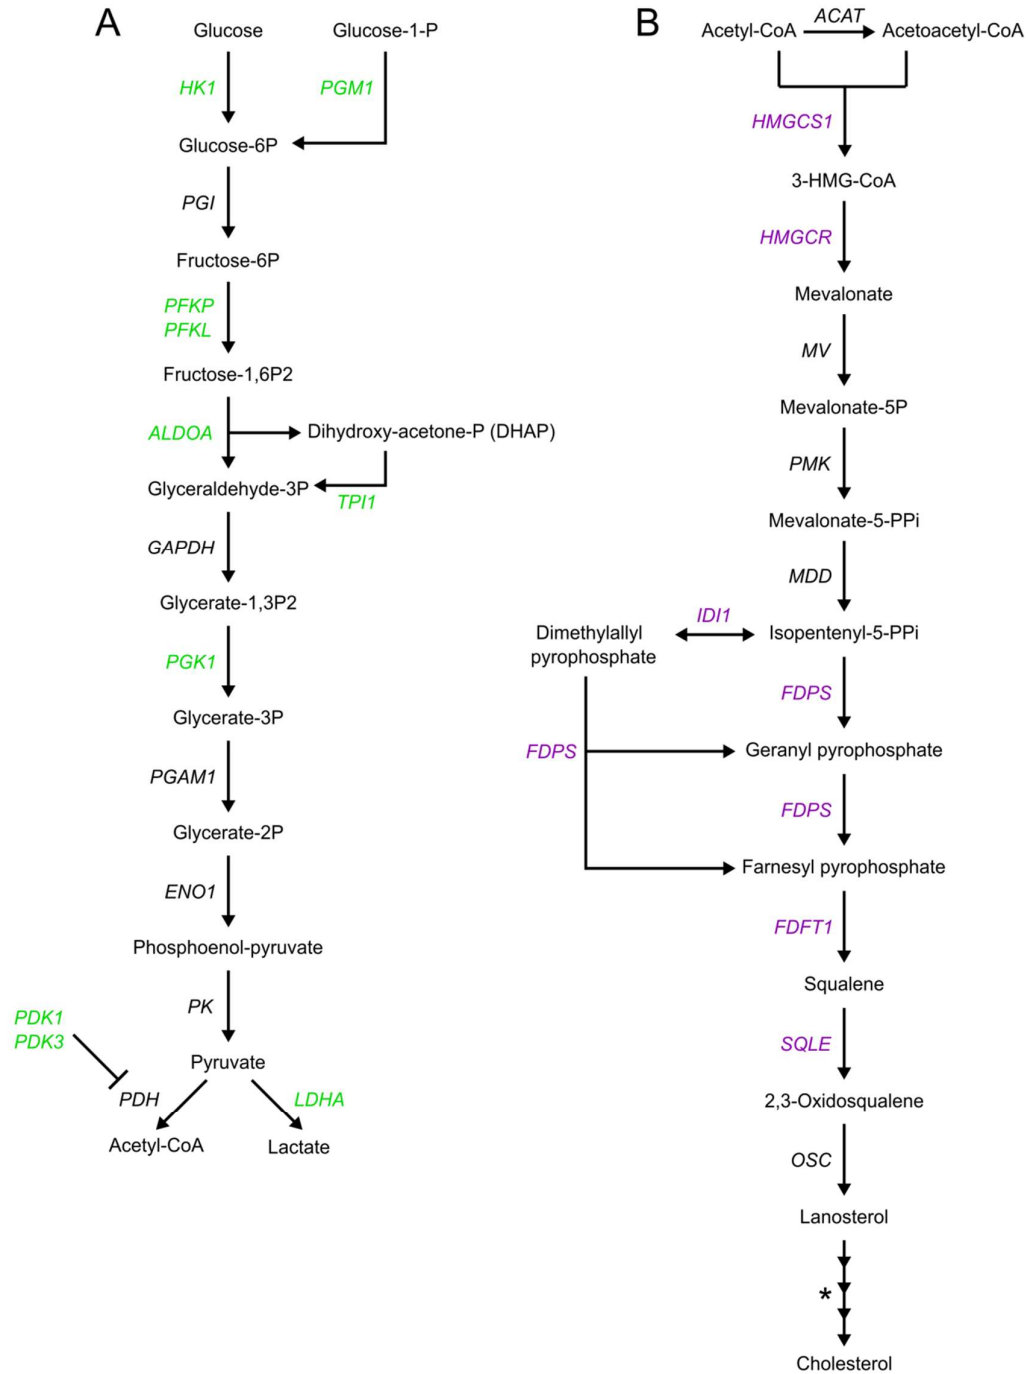 A
Glucose
Glucose-1-P
HK1
PGM1
Glucose-6P
PGI
Fructose-6P
PFKP
PFKL
Fructose-1,6P2
ALDOA
Dihydroxy-acetone-P (DHAP)
Glyceraldehyde-3P
TPI1
GAPDH
Glycerate-1,3P2
PGK1
Glycerate-3P
PGAM1
Glycerate-2P
ENO1
Phosphoenol-pyruvate
PK
PDK1
PDK3
Pyruvate
PDH
LDHA
Acetyl-CoA
Lactate
B
Acetyl-CoA
ACAT
Acetoacetyl-CoA
HMGCS1
3-HMG-CoA
HMGCR
Mevalonate
MV
Mevalonate-5P
PMK
Mevalonate-5-PPi
MDD
IDI1
Dimethylallyl
pyrophosphate
Isopentenyl-5-PPi
FDPS
FDPS
Geranyl pyrophosphate
FDPS
Farnesyl pyrophosphate
FDFT1
Squalene
SQLE
2,3-Oxidosqualene
OSC
Lanosterol
*
Cholesterol